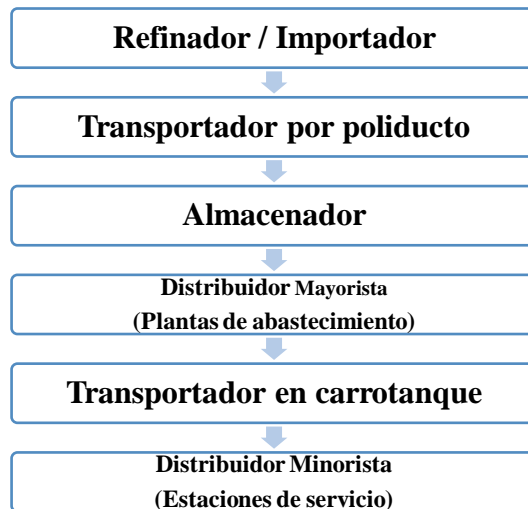 Refinador / Importador
Transportador por poliducto
Almacenador
Distribuidor Mayorista
(Plantas de abastecimiento)
Transportador en carrotanque
Distribuidor Minorista
(Estaciones de servicio)